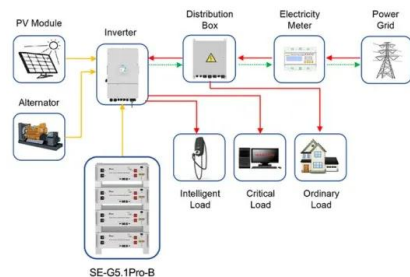 PV Module
Inverter
Distribution
Box
Electricity
Meter
Power
Grid
Alternator
Intelligent
Load
Critical
Load
Ordinary
Load
SE-G5.1Pro-B